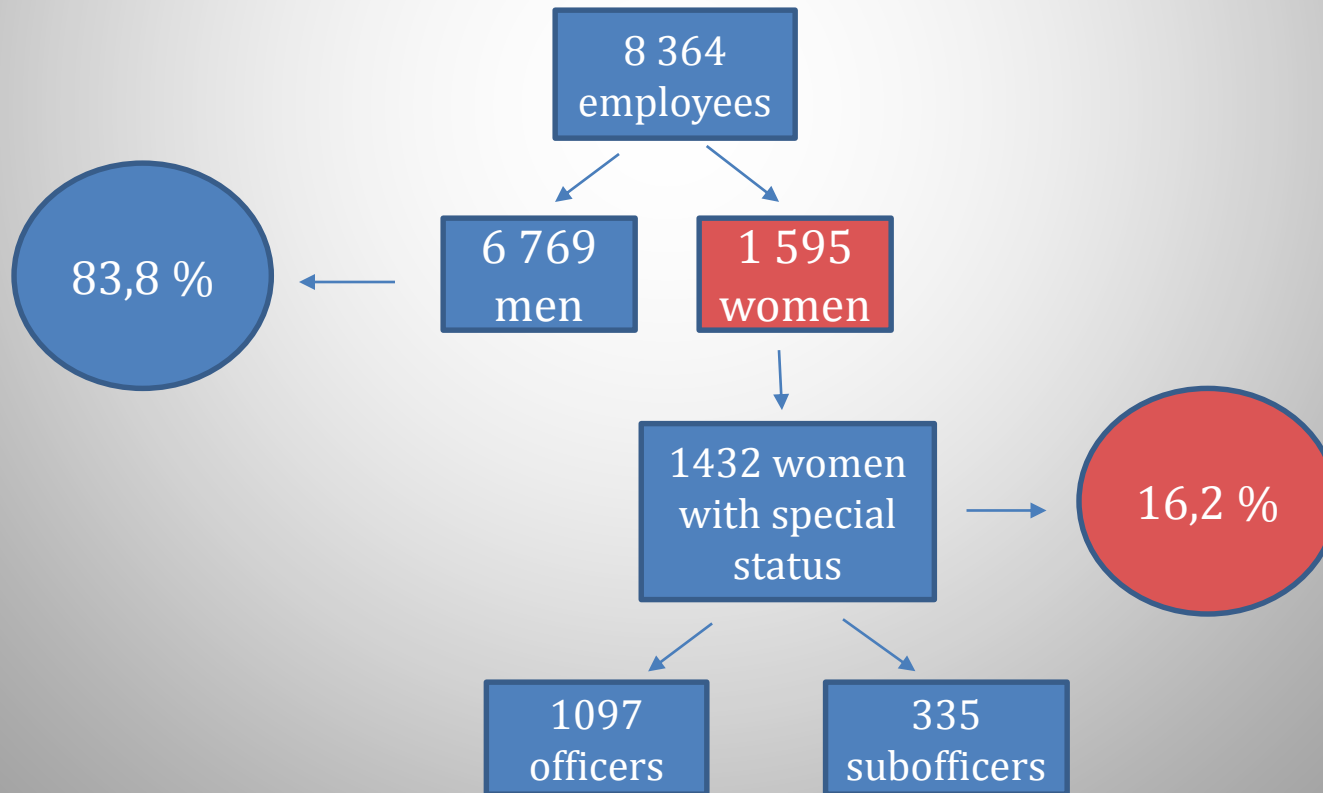 8 364
employees
6 769
men
1 595
women
83,8 %
1432 women
with special
status
16,2 %
1097
officers
335
subofficers